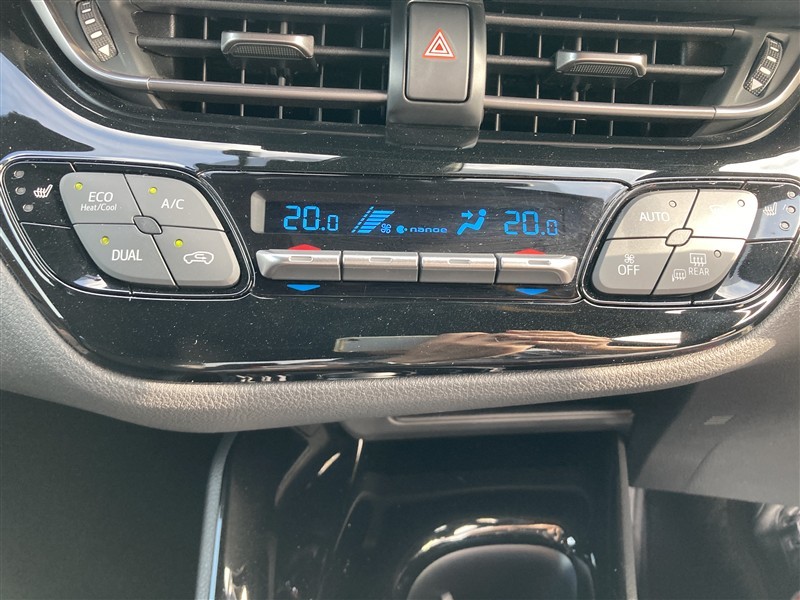 ECO
Heat/Cool
A/C
DUAL
20.0
nanoe
20.0
AUTO
OFF
REAR